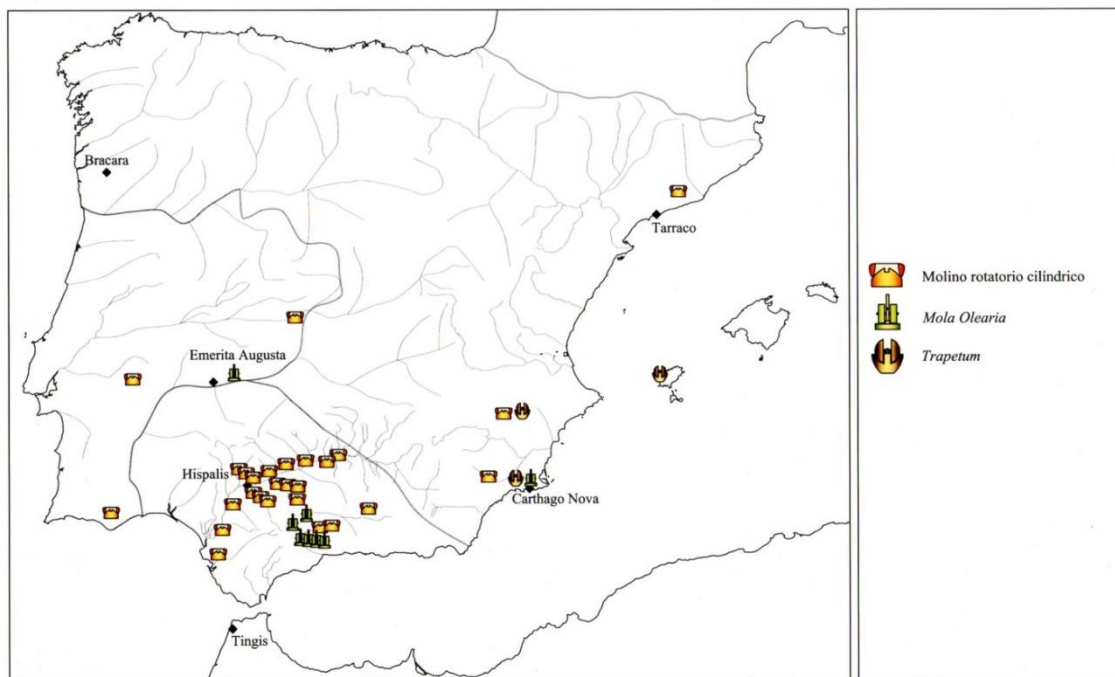 Bracara
Tarraco
Emerita Augusta
Hispalis
Carthago Nova
Tingis
Molino rotatorio cilíndrico
Mola Olearia
Trapetum